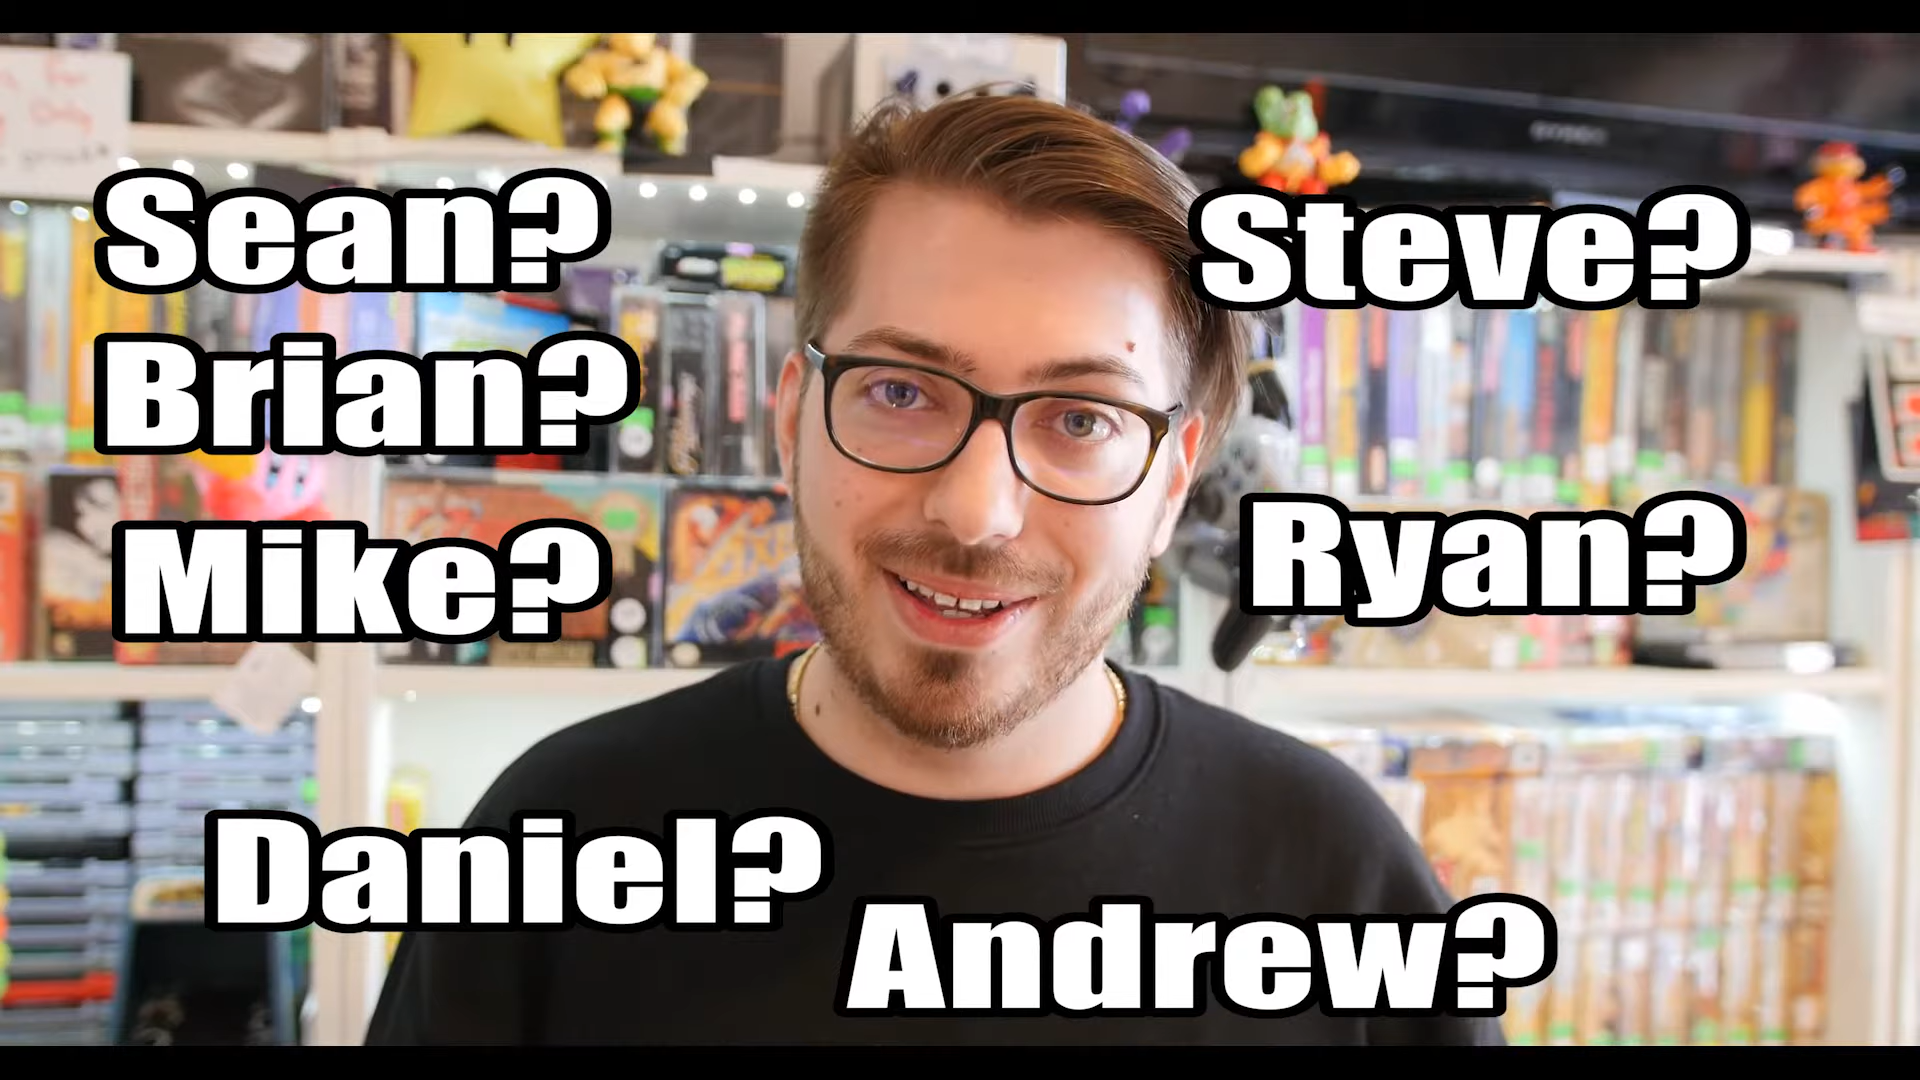 Sean?
Steve?
Brian?
Mike?
Ryan?
Daniel?
Andrew?